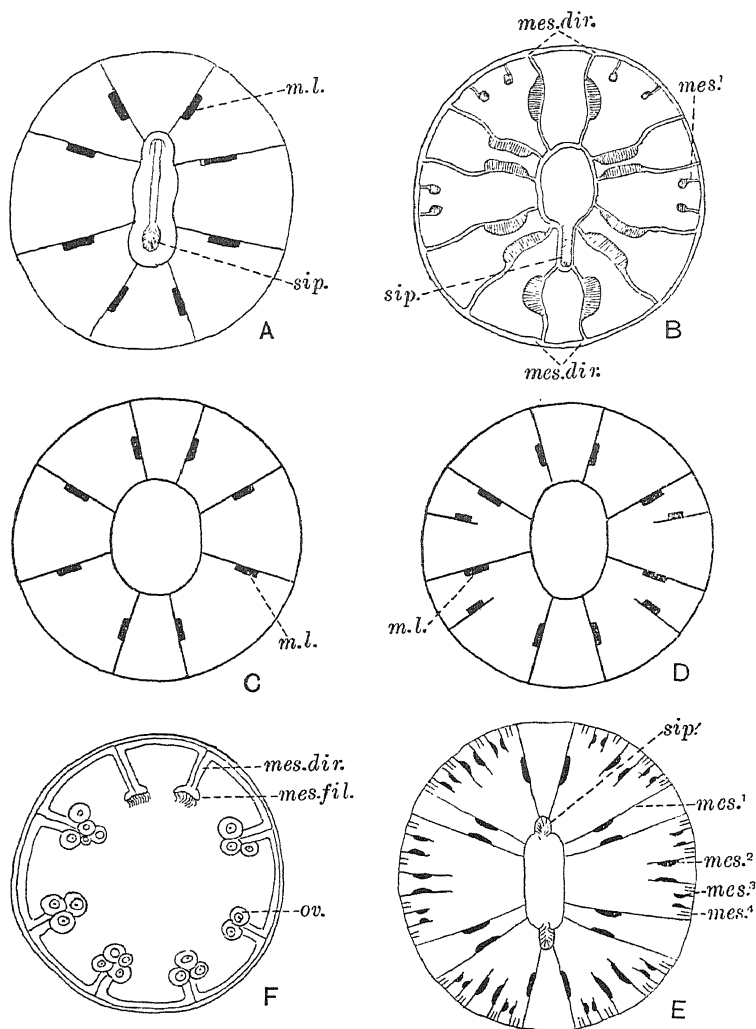 m.l.
sip.
A
mes.dir.
mes.¹
sip.
B
mes.dir.
m.l.
C
m.l.
D
mes.dir.
mes.fil.
ov.
F
sip.
mes.¹
mes.²
mes.³
mes.⁴
E